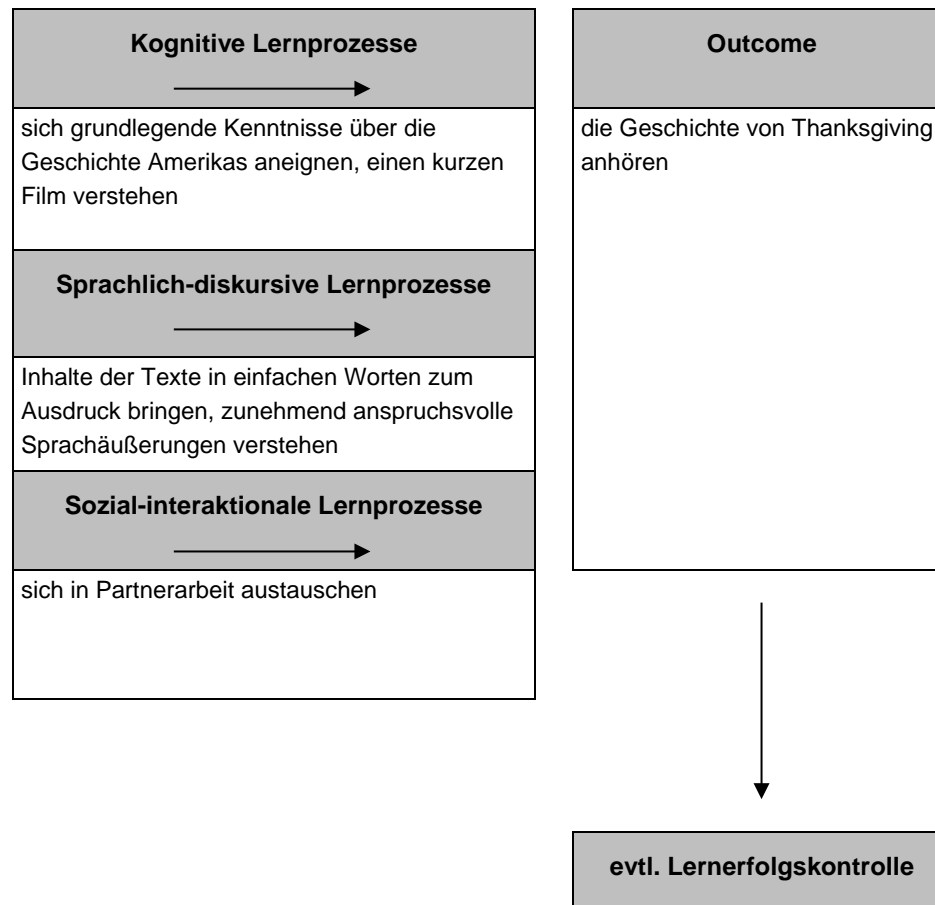 Kognitive Lernprozesse
sich grundlegende Kenntnisse über die
Geschichte Amerikas aneignen, einen kurzen
Film verstehen
Sprachlich-diskursive Lernprozesse
Inhalte der Texte in einfachen Worten zum
Ausdruck bringen, zunehmend anspruchsvolle
Sprachäußerungen verstehen
Sozial-interaktionale Lernprozesse
sich in Partnerarbeit austauschen
Outcome
die Geschichte von Thanksgiving
anhören
evtl. Lernerfolgskontrolle